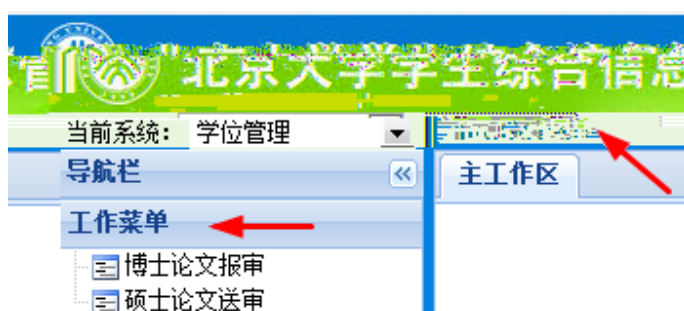 北京大学学生综合信息
当前系统： 学位管理
导航栏
主工作区
工作菜单
博士论文报审
硕士论文送审